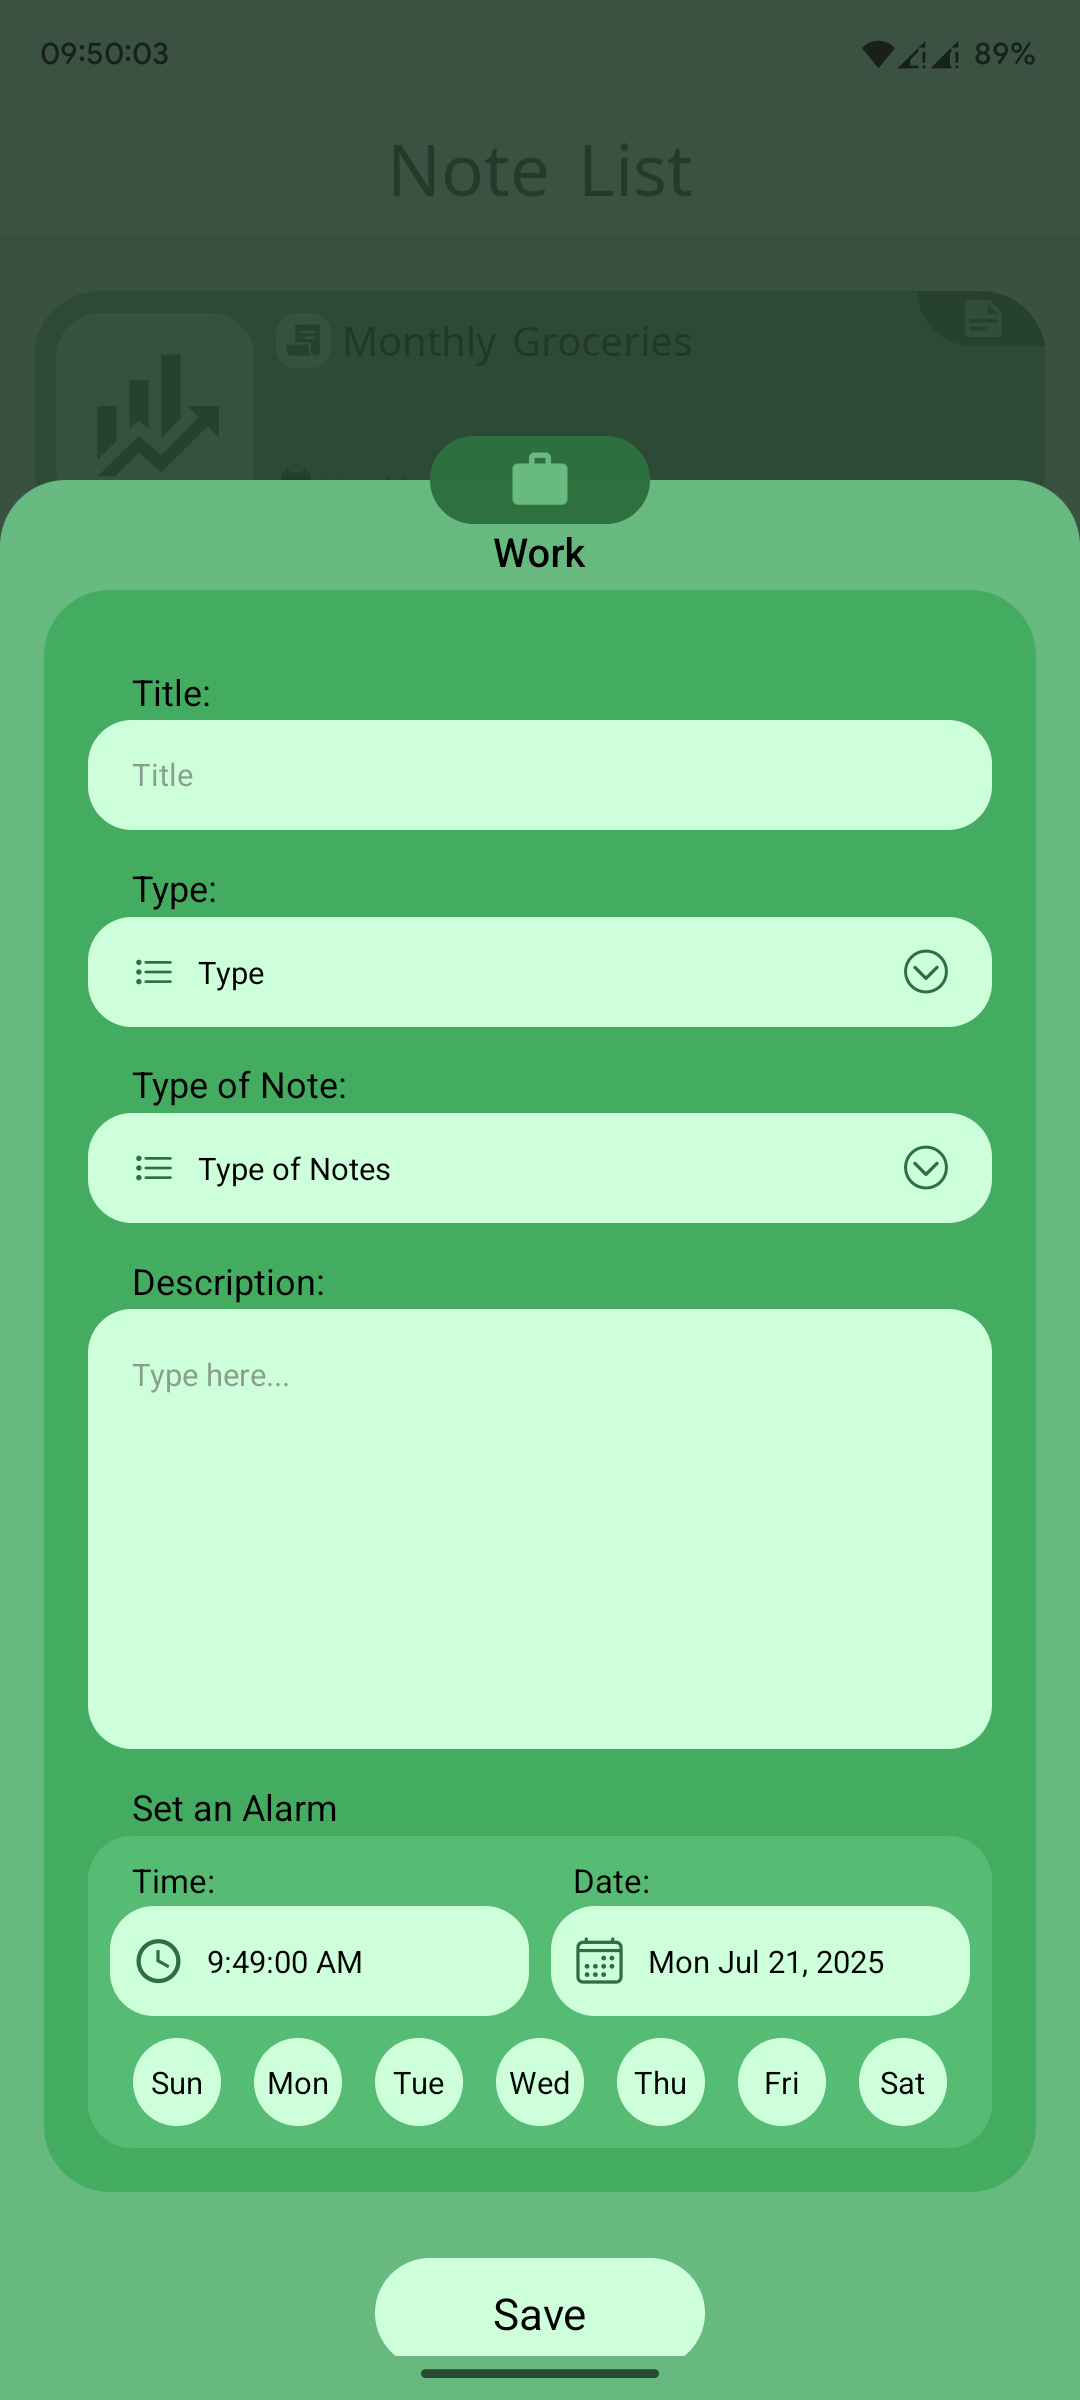 09:50:03
89%
Note List
Monthly Groceries
Work
Title:
Title
Type:
Type
Type of Note:
Type of Notes
Description:
Type here...
Set an Alarm
Time: Date:
9:49:00 AM Mon Jul 21, 2025
Sun Mon Tue Wed Thu Fri Sat
Save